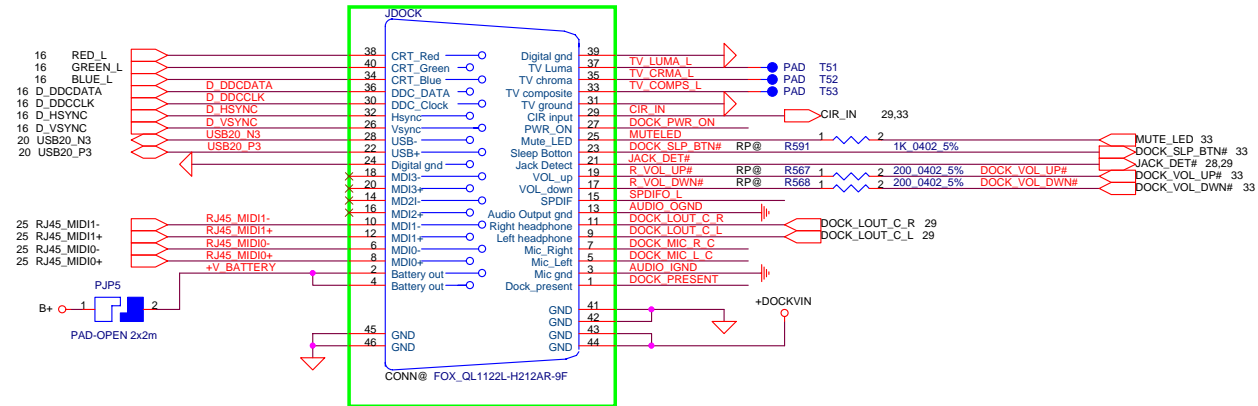 JDOCK
16 RED_L 38 CRT_Red Digital gnd 39
16 GREEN_L 40 CRT_Green TV Luma 37 TV_LUMA_L PAD T51
16 BLUE_L 34 CRT_Blue TV chroma 35 TV_CRMA_L PAD T52
16 D_DDCDATA D_DDCDATA 36 DDC_DATA TV composite 33 TV_COMPS_L PAD T53
16 D_DDCCLK D_DDCCLK 30 DDC_Clock TV ground 31
16 D_HSYNC D_HSYNC 32 Hsync CIR input 29 CIR_IN CIR_IN 29,33
16 D_VSYNC D_VSYNC 26 Vsync PWR_ON 27 DOCK_PWR_ON
20 USB20_N3 USB20_N3 28 USB- Mute_LED 25 MUTELED 1 2 MUTE_LED 33
20 USB20_P3 USB20_P3 22 USB+ Sleep Botton 23 DOCK_SLP_BTN# RP@ R591 1K_0402_5% DOCK_SLP_BTN# 33
24 Digital gnd Jack Detect 21 JACK_DET# JACK_DET# 28,29
18 MDI3- VOL_up 19 R_VOL_UP# RP@ R567 1 2 200_0402_5% DOCK_VOL_UP# DOCK_VOL_UP# 33
20 MDI3+ VOL_down 17 R_VOL_DWN# RP@ R568 1 2 200_0402_5% DOCK_VOL_DWN# DOCK_VOL_DWN# 33
14 MD2I- SPDIF 15 SPDIFO_L
16 MDI2+ Audio Output gnd 13 AUDIO_OGND
25 RJ45_MIDI1- RJ45_MIDI1- 10 MDI1- Right headphone 11 DOCK_LOUT_C_R DOCK_LOUT_C_R 29
25 RJ45_MIDI1+ RJ45_MIDI1+ 12 MDI1+ Left headphone 9 DOCK_LOUT_C_L DOCK_LOUT_C_L 29
25 RJ45_MIDI0- RJ45_MIDI0- 6 MDI0- Mic_Right 7 DOCK_MIC_R_C
25 RJ45_MIDI0+ RJ45_MIDI0+ 8 MDI0+ Mic_Left 5 DOCK_MIC_L_C
+V_BATTERY 2 Battery out Mic gnd 3 AUDIO_IGND
4 Battery out Dock_present 1 DOCK_PRESENT
PJP5
B+ 1 2
PAD-OPEN 2x2m
+DOCKVIN
GND 41
GND 42
45 GND GND 43
46 GND GND 44
CONN@ FOX_QL1122L-H212AR-9F